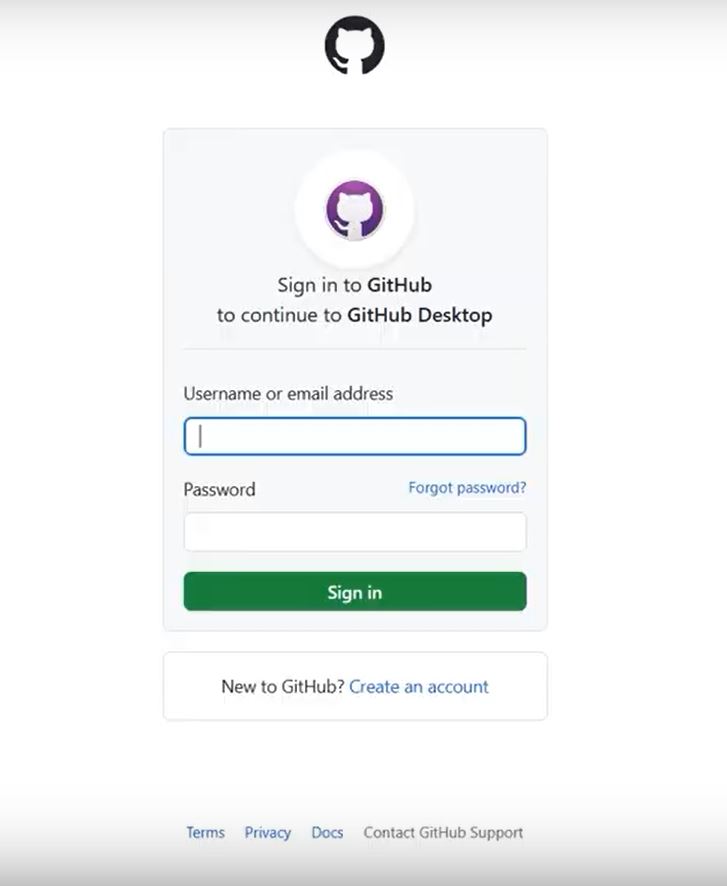 Sign in to GitHub
to continue to GitHub Desktop
Username or email address
Password Forgot password?
Sign in
New to GitHub? Create an account
Terms Privacy Docs Contact GitHub Support